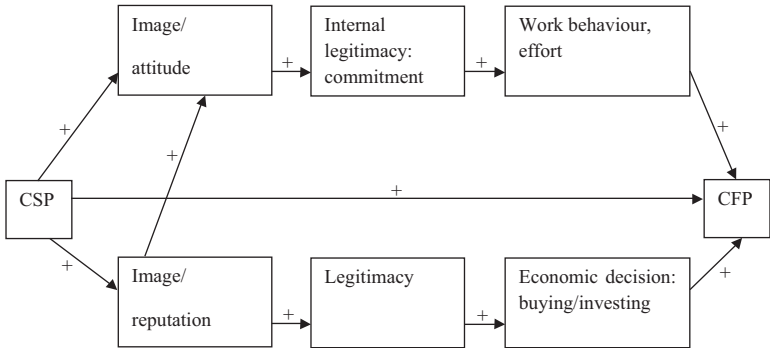 Image/
attitude
Internal
legitimacy:
commitment
Work behaviour,
effort
+
+
+
+
+
CSP
+
CFP
+
+
Image/
reputation
Legitimacy
Economic decision:
buying/investing
+
+